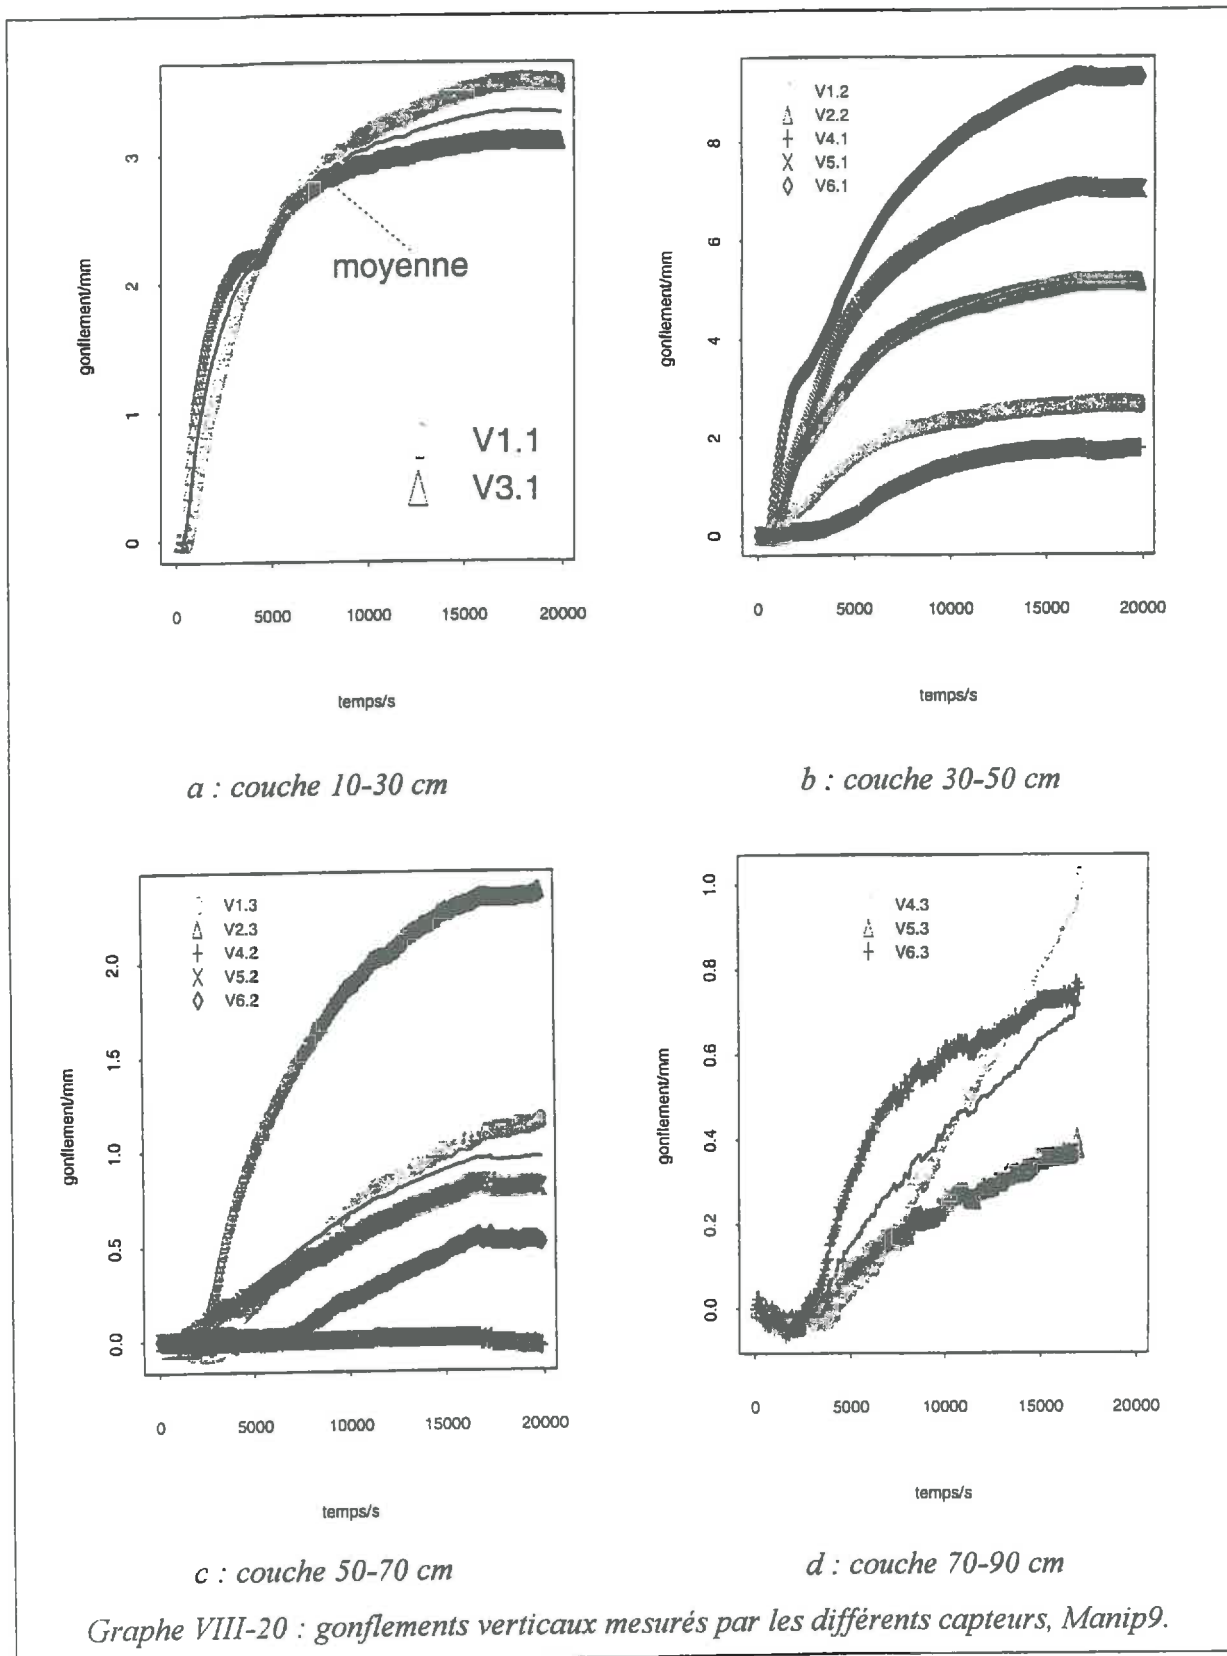 gonflement/mm
3
2
1
0
moyenne
V1.1
V3.1
0 5000 10000 15000 20000
temps/s
a : couche 10-30 cm
gonflement/mm
8
6
4
2
0
V1.2
V2.2
V4.1
V5.1
V6.1
0 5000 10000 15000 20000
temps/s
b : couche 30-50 cm
gonflement/mm
2.0
1.5
1.0
0.5
0.0
V1.3
V2.3
V4.2
V5.2
V6.2
0 5000 10000 15000 20000
temps/s
c : couche 50-70 cm
gonflement/mm
1.0
0.8
0.6
0.4
0.2
0.0
V4.3
V5.3
V6.3
0 5000 10000 15000 20000
temps/s
d : couche 70-90 cm
Graphe VIII-20 : gonflements verticaux mesurés par les différents capteurs, Manip9.